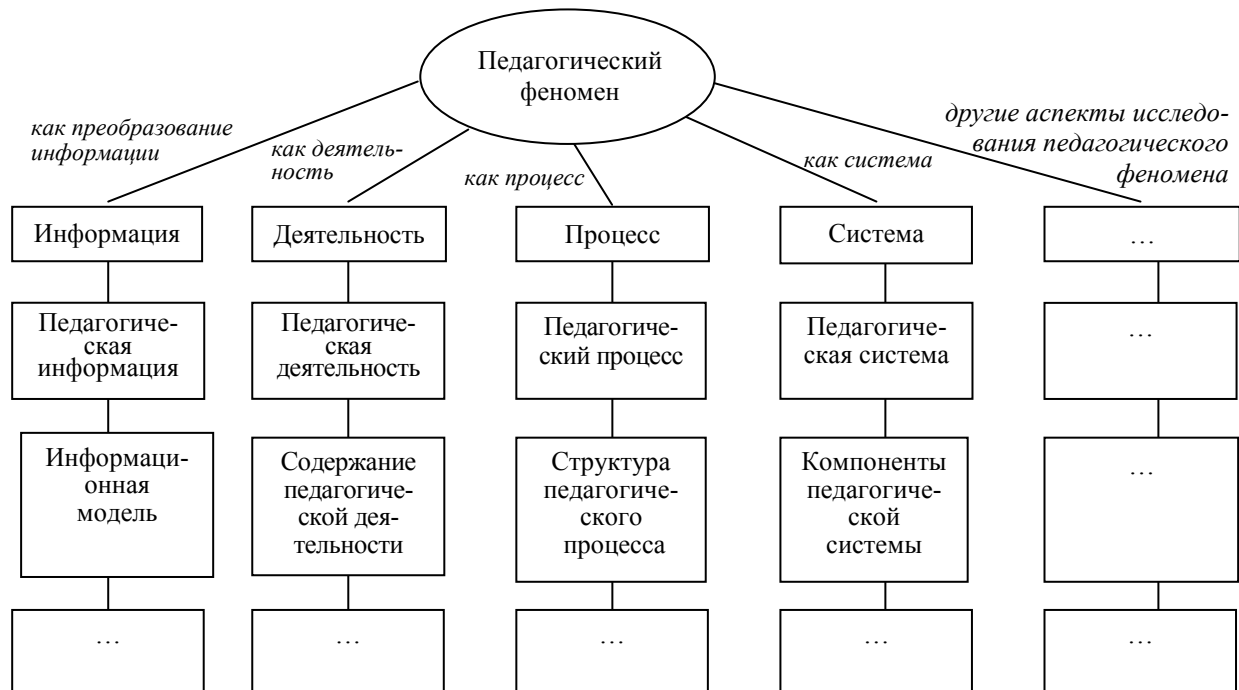 Педагогический
феномен
как преобразование
информации
как деятель-
ность
как процесс
как система
другие аспекты исследо-
вания педагогического
феномена
Информация
Деятельность
Процесс
Система
…
Педагогиче-
ская
информация
Педагогиче-
ская
деятельность
Педагогиче-
ский процесс
Педагогиче-
ская система
…
Информаци-
онная
модель
Содержание
педагогиче-
ской дея-
тельности
Структура
педагогиче-
ского
процесса
Компоненты
педагогиче-
ской
системы
…
…
…
…
…
…